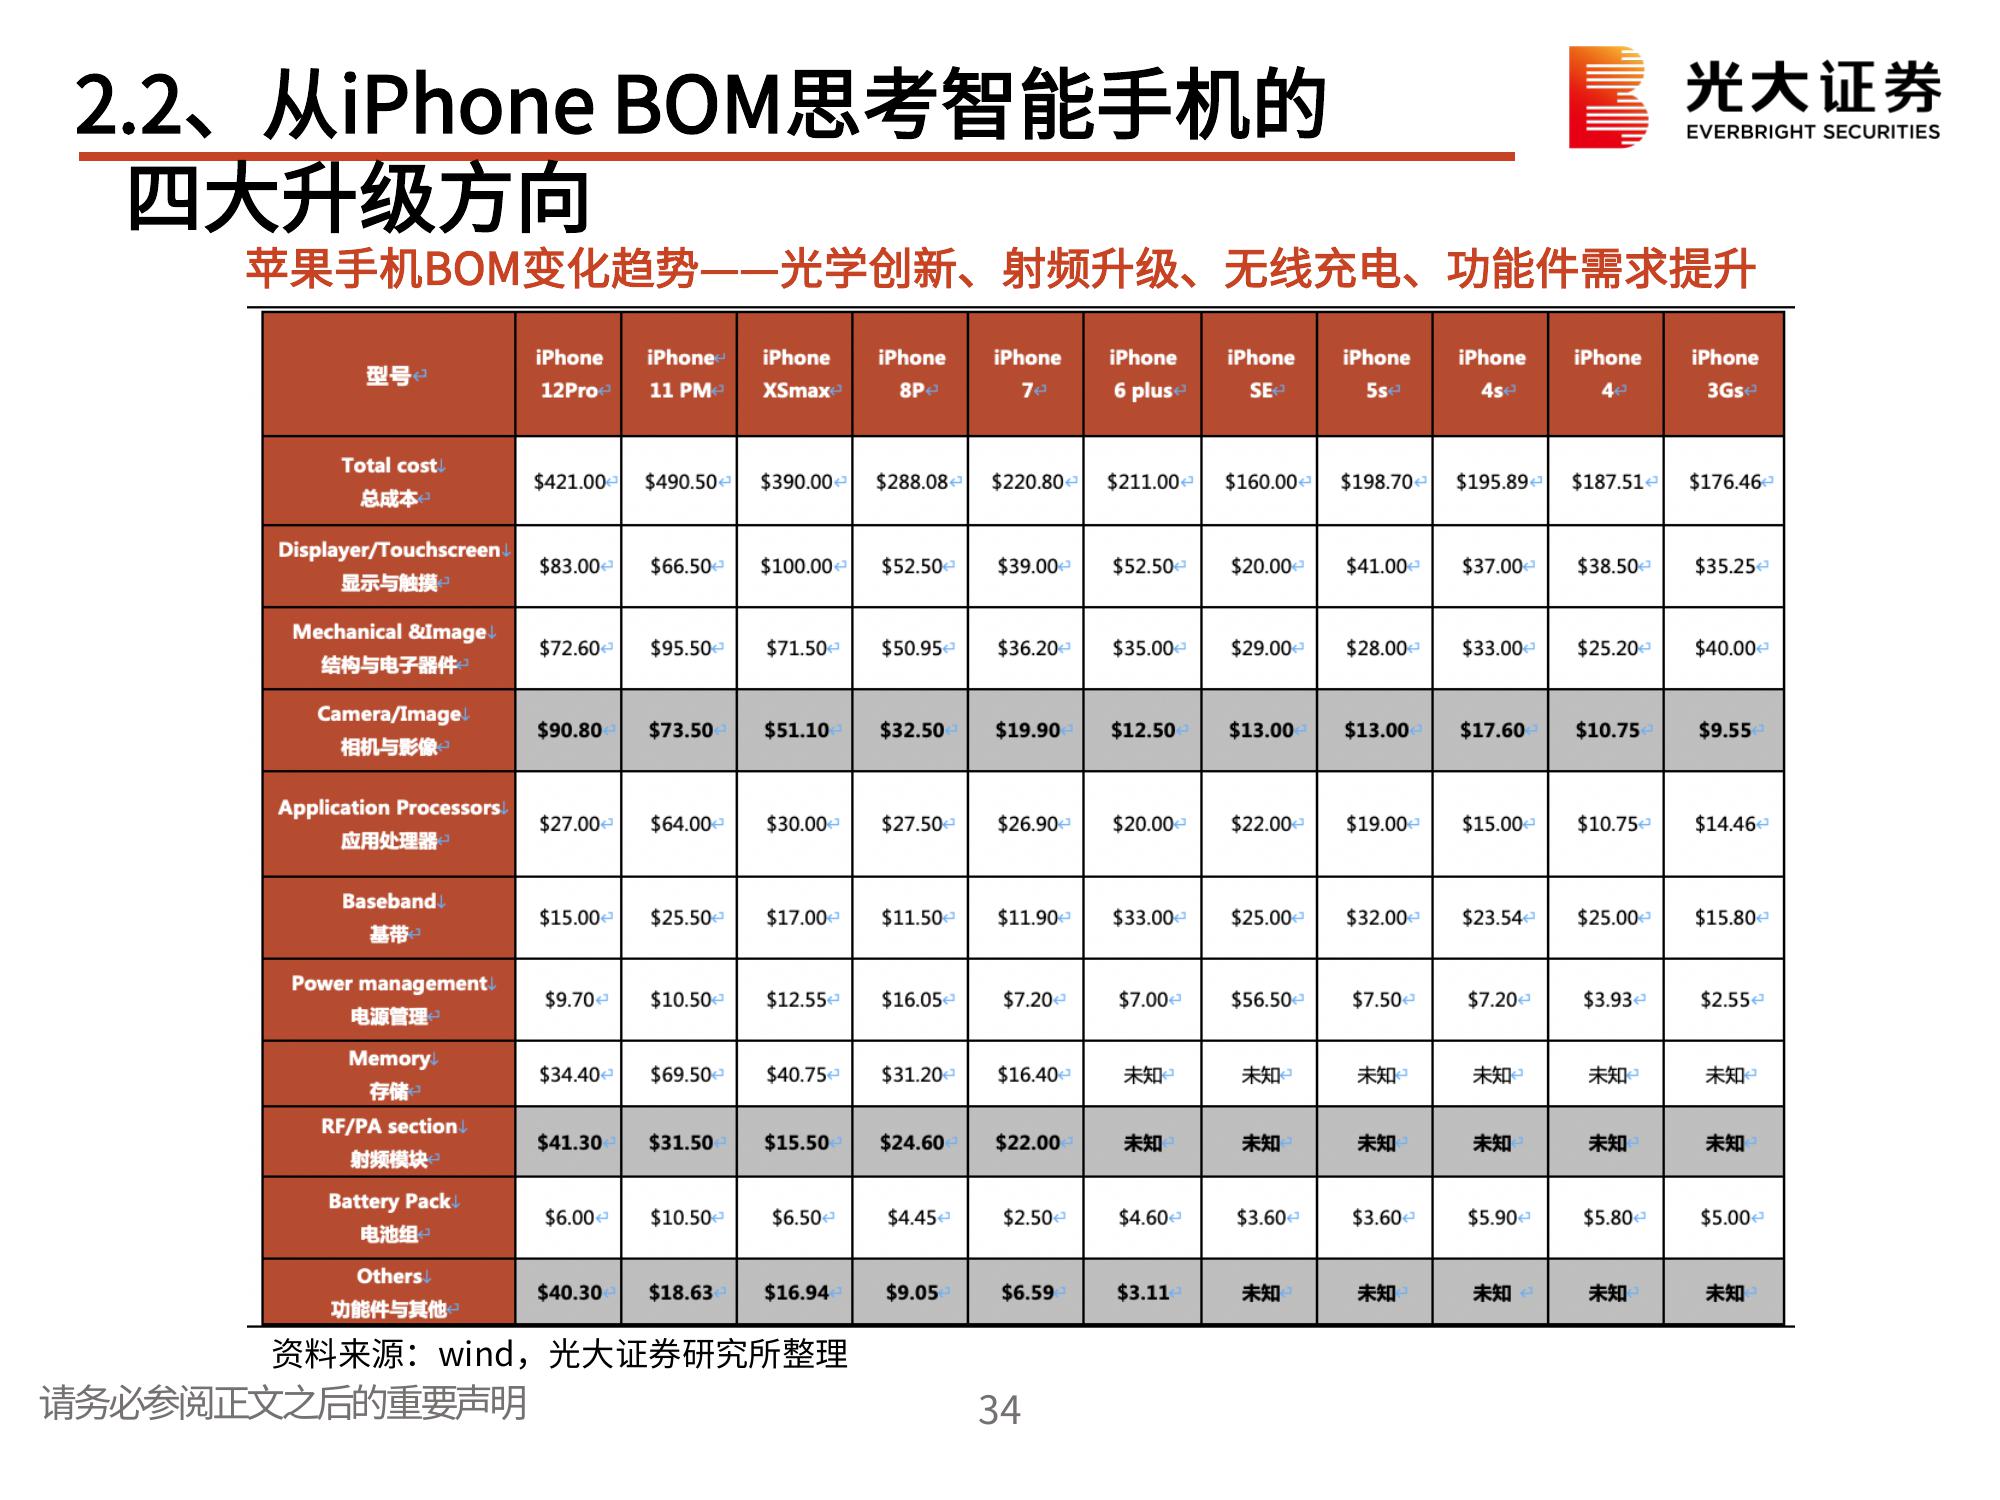 2.2、从iPhone BOM思考智能手机的
四大升级方向
光大证券
EVERBRIGHT SECURITIES
苹果手机BOM变化趋势——光学创新、射频升级、无线充电、功能件需求提升
型号↵ iPhone 12Pro↵ iPhone↵ 11 PM↵ iPhone XSmax↵ iPhone 8P↵ iPhone 7↵ iPhone 6 plus↵ iPhone SE↵ iPhone 5s↵ iPhone 4s↵ iPhone 4↵ iPhone 3Gs↵
Total cost↓ 总成本↵ $421.00↵ $490.50↵ $390.00↵ $288.08↵ $220.80↵ $211.00↵ $160.00↵ $198.70↵ $195.89↵ $187.51↵ $176.46↵
Displayer/Touchscreen↓ 显示与触摸↵ $83.00↵ $66.50↵ $100.00↵ $52.50↵ $39.00↵ $52.50↵ $20.00↵ $41.00↵ $37.00↵ $38.50↵ $35.25↵
Mechanical &Image↓ 结构与电子器件↵ $72.60↵ $95.50↵ $71.50↵ $50.95↵ $36.20↵ $35.00↵ $29.00↵ $28.00↵ $33.00↵ $25.20↵ $40.00↵
Camera/Image↓ 相机与影像↵ $90.80↵ $73.50↵ $51.10↵ $32.50↵ $19.90↵ $12.50↵ $13.00↵ $13.00↵ $17.60↵ $10.75↵ $9.55↵
Application Processors↓ 应用处理器↵ $27.00↵ $64.00↵ $30.00↵ $27.50↵ $26.90↵ $20.00↵ $22.00↵ $19.00↵ $15.00↵ $10.75↵ $14.46↵
Baseband↓ 基带↵ $15.00↵ $25.50↵ $17.00↵ $11.50↵ $11.90↵ $33.00↵ $25.00↵ $32.00↵ $23.54↵ $25.00↵ $15.80↵
Power management↓ 电源管理↵ $9.70↵ $10.50↵ $12.55↵ $16.05↵ $7.20↵ $7.00↵ $56.50↵ $7.50↵ $7.20↵ $3.93↵ $2.55↵
Memory↓ 存储↵ $34.40↵ $69.50↵ $40.75↵ $31.20↵ $16.40↵ 未知↵ 未知↵ 未知↵ 未知↵ 未知↵ 未知↵
RF/PA section↓ 射频模块↵ $41.30↵ $31.50↵ $15.50↵ $24.60↵ $22.00↵ 未知↵ 未知↵ 未知↵ 未知↵ 未知↵ 未知↵
Battery Pack↓ 电池组↵ $6.00↵ $10.50↵ $6.50↵ $4.45↵ $2.50↵ $4.60↵ $3.60↵ $3.60↵ $5.90↵ $5.80↵ $5.00↵
Others↓ 功能件与其他↵ $40.30↵ $18.63↵ $16.94↵ $9.05↵ $6.59↵ $3.11↵ 未知↵ 未知↵ 未知 ↵ 未知↵ 未知↵
资料来源：wind，光大证券研究所整理
请务必参阅正文之后的重要声明
34